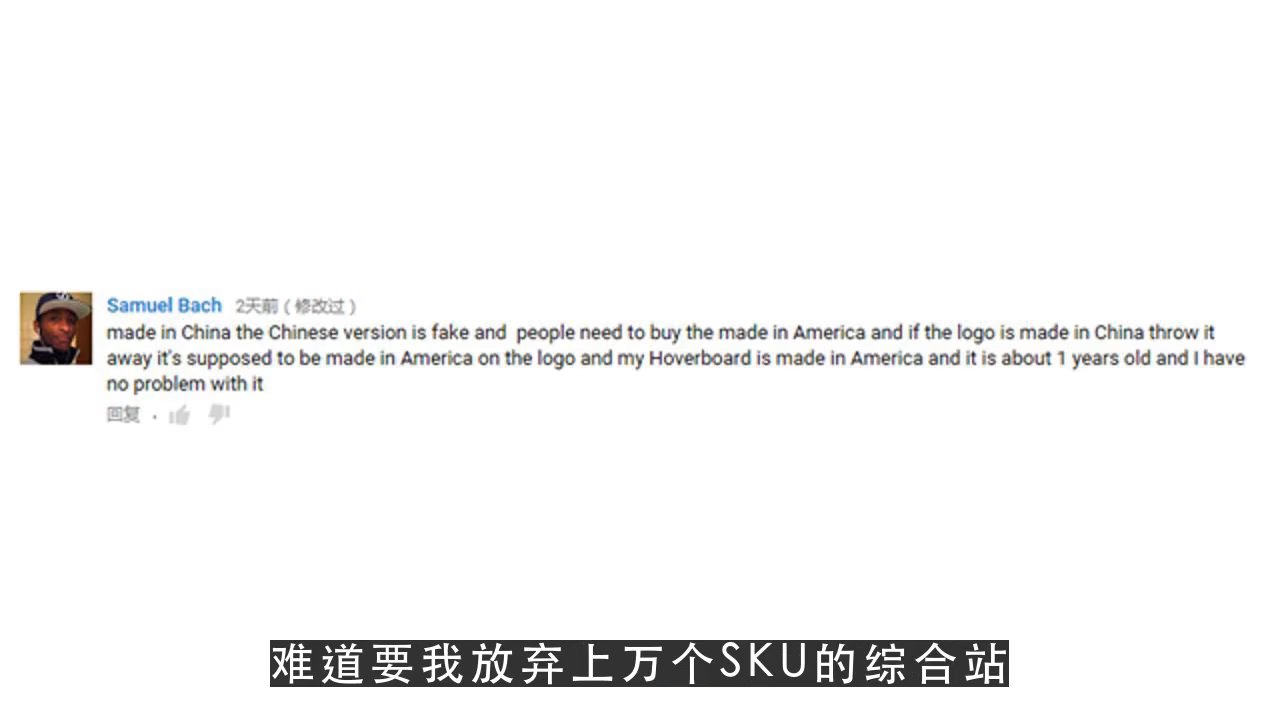 Samuel Bach 2天前 ( 修改过 )
made in China the Chinese version is fake and  people need to buy the made in America and if the logo is made in China throw it
away it's supposed to be made in America on the logo and my Hoverboard is made in America and it is about 1 years old and I have
no problem with it
回复 ·
难道要我放弃上万个SKU的综合站